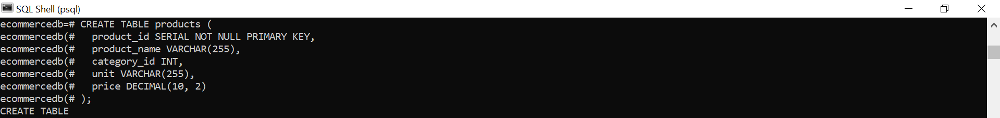 SQL Shell (psql)
ecommercedb=# CREATE TABLE products (
ecommercedb(#   product_id SERIAL NOT NULL PRIMARY KEY,
ecommercedb(#   product_name VARCHAR(255),
ecommercedb(#   category_id INT,
ecommercedb(#   unit VARCHAR(255),
ecommercedb(#   price DECIMAL(10, 2)
ecommercedb(# );
CREATE TABLE